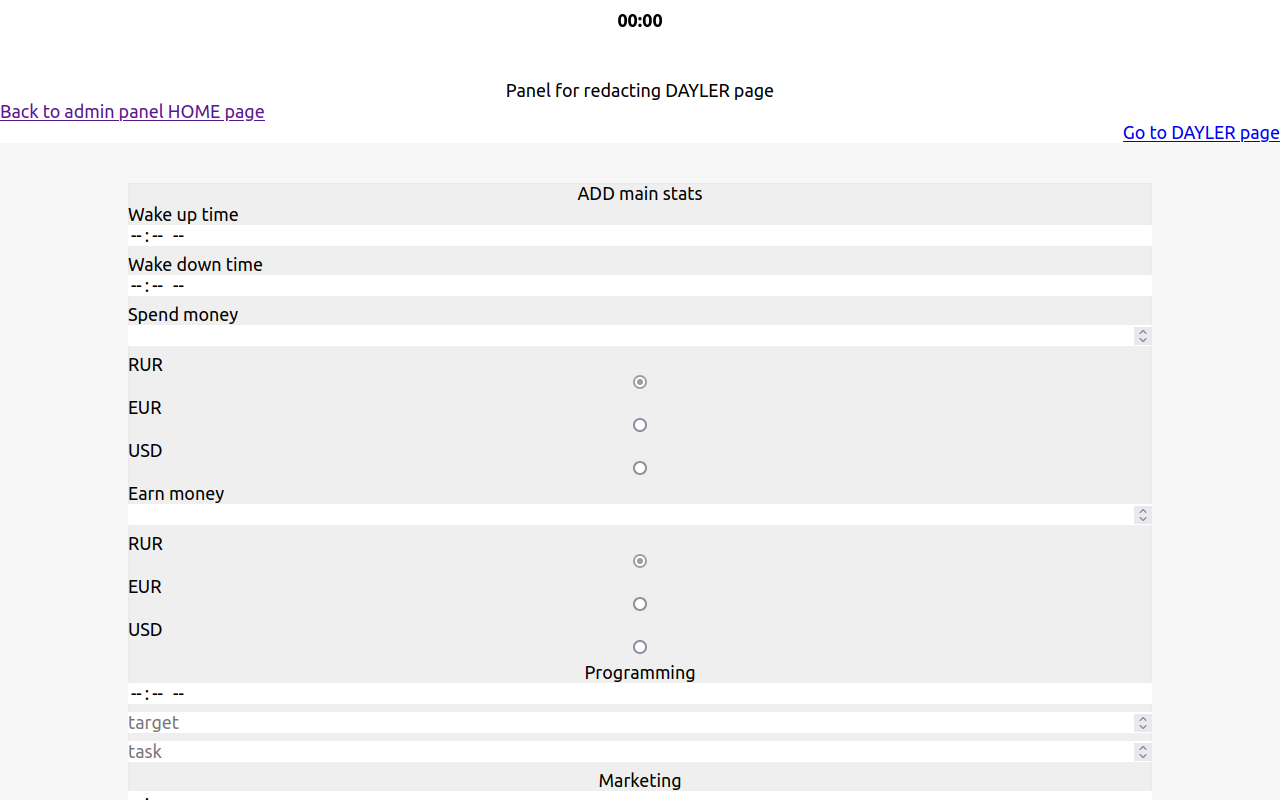 00:00
Panel for redacting DAYLER page
Back to admin panel HOME page
Go to DAYLER page
ADD main stats
Wake up time
--:-- --
Wake down time
--:-- --
Spend money
RUR
EUR
USD
Earn money
RUR
EUR
USD
Programming
--:-- --
target
task
Marketing